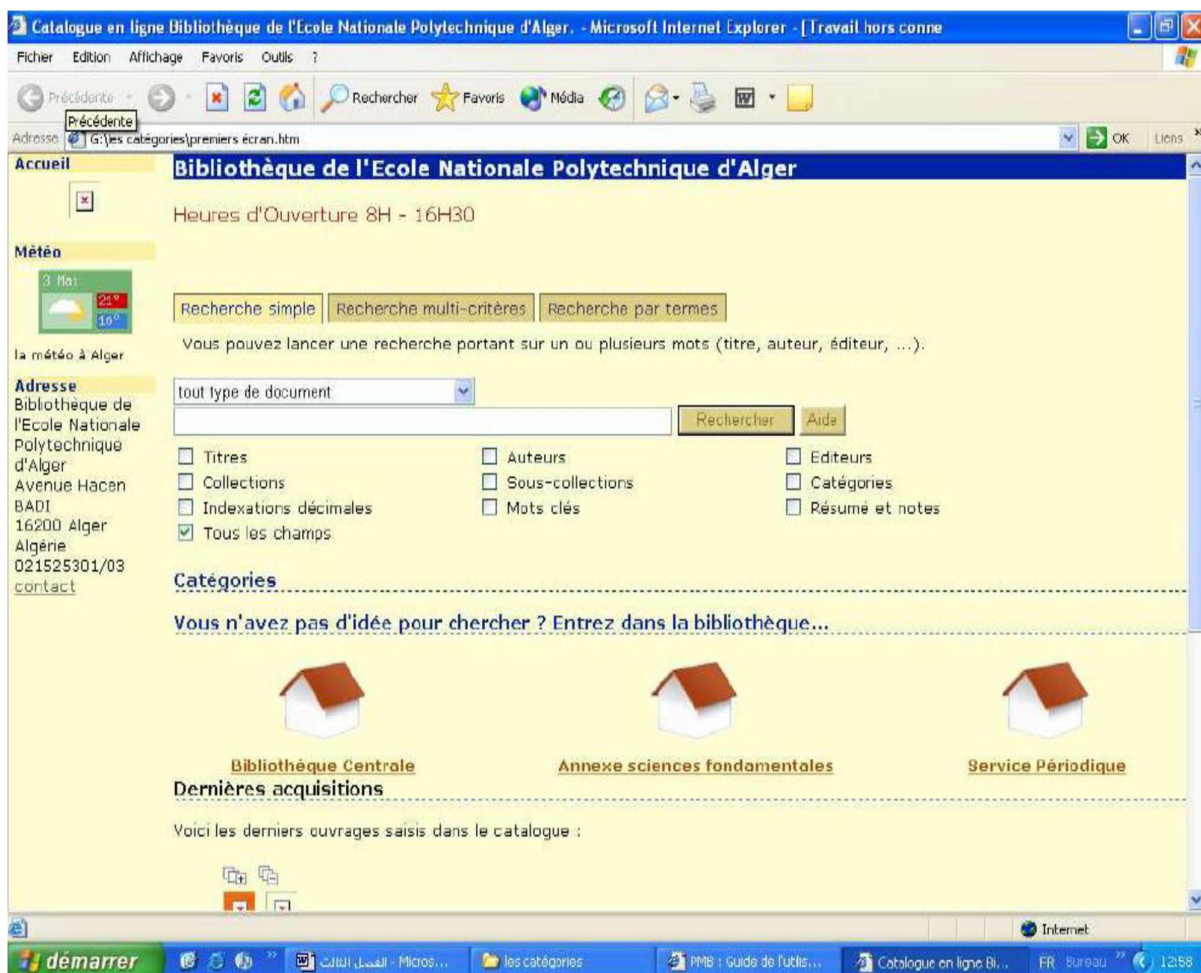 Catalogue en ligne Bibliothèque de l'Ecole Nationale Polytechnique d'Alger. - Microsoft Internet Explorer - [Travail hors conne
Fichier Edition Affichage Favoris Outils ?
Précédente Rechercher Favoris Média
Précédente
Adresse G:\les catégories\premiers écran.htm OK Liens
Accueil
Bibliothèque de l'Ecole Nationale Polytechnique d'Alger
Heures d'Ouverture 8H - 16H30
Météo
3 Mai
21°
10°
la météo à Alger
Adresse
Bibliothèque de
l'Ecole Nationale
Polytechnique
d'Alger
Avenue Hacen
BADI
16200 Alger
Algérie
021525301/03
contact
Recherche simple Recherche multi-critères Recherche par termes
Vous pouvez lancer une recherche portant sur un ou plusieurs mots (titre, auteur, éditeur, ...).
tout type de document
Rechercher Aide
Titres Auteurs Editeurs
Collections Sous-collections Catégories
Indexations décimales Mots clés Résumé et notes
Tous les champs
Catégories
Vous n'avez pas d'idée pour chercher ? Entrez dans la bibliothèque...
Bibliothèque Centrale Annexe sciences fondamentales Service Périodique
Dernières acquisitions
Voici les derniers ouvrages saisis dans le catalogue :
Internet
démarrer الفصل الثالث - Micros... les catégories PMB : Guide de l'utlis... Catalogue en ligne Bi... FR Bureau 12:58